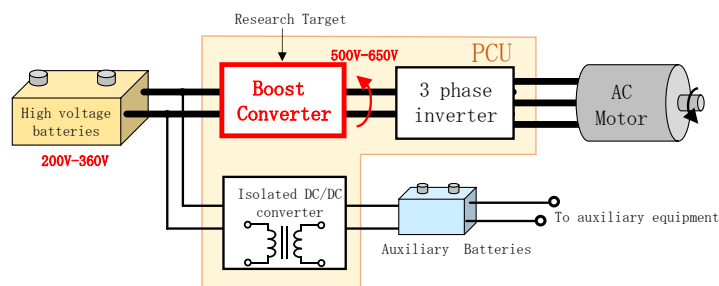 Research Target
PCU
500V-650V
Boost
Converter
3 phase
inverter
AC
Motor
High voltage
batteries
200V-360V
Isolated DC/DC
converter
Auxiliary Batteries
To auxiliary equipment